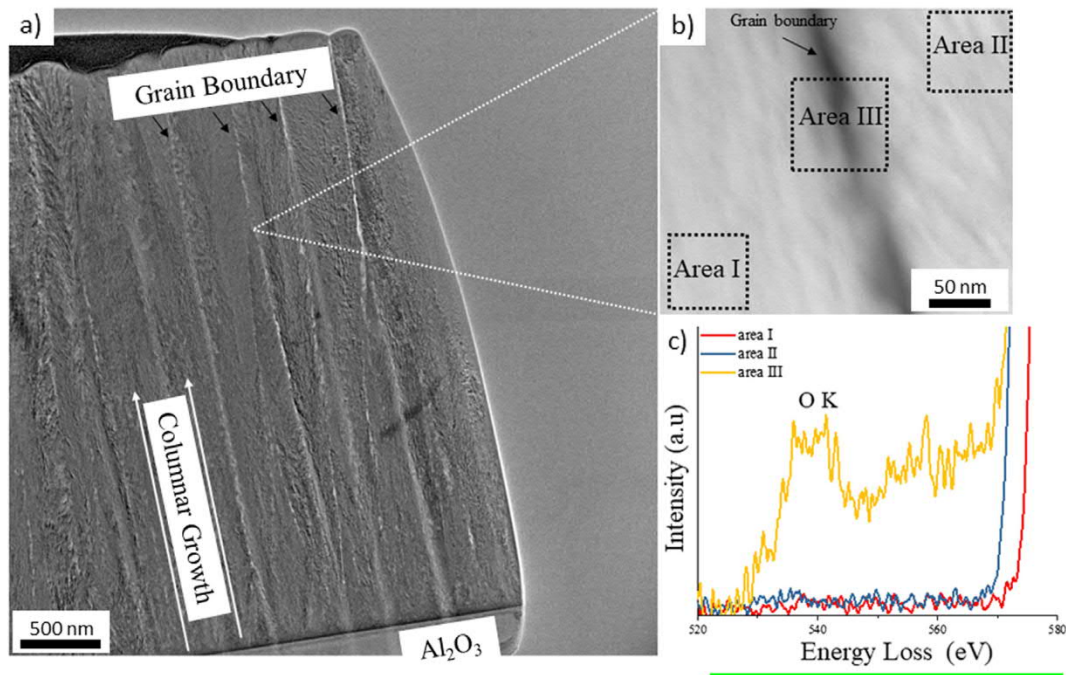 a)
Grain Boundary
Columnar Growth
500 nm
Al₂O₃
b)
Grain boundary
Area II
Area III
Area I
50 nm
c)
area I
area II
area III
O K
Intensity (a.u)
520 540 560 580
Energy Loss (eV)